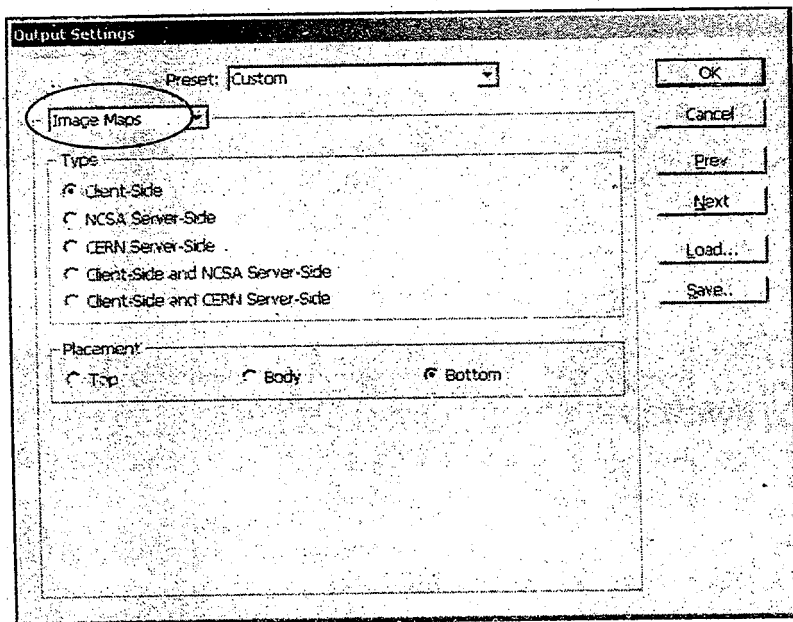 Output Settings
Preset: Custom
OK
Image Maps
Cancel
Type
Prev
Client-Side
Next
NCSA Server-Side
CERN Server-Side
Load...
Client-Side and NCSA Server-Side
Save...
Client-Side and CERN Server-Side
Placement
Top
Body
Bottom